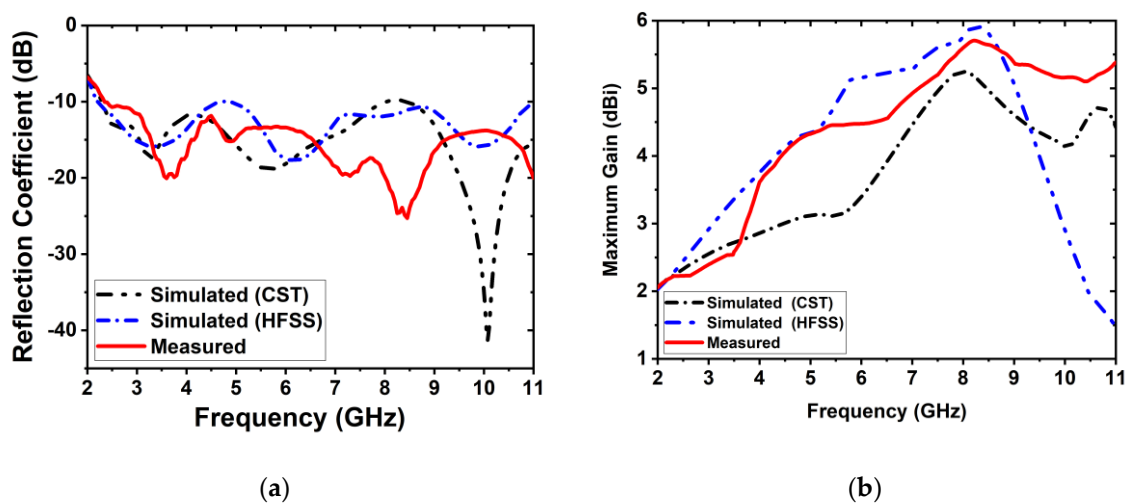 Reflection Coefficient (dB)
0
-10
-20
-30
-40
Simulated (CST)
Simulated (HFSS)
Measured
2 3 4 5 6 7 8 9 10 11
Frequency (GHz)
(a)
Maximum Gain (dBi)
6
5
4
3
2
1
Simulated (CST)
Simulated (HFSS)
Measured
2 3 4 5 6 7 8 9 10 11
Frequency (GHz)
(b)